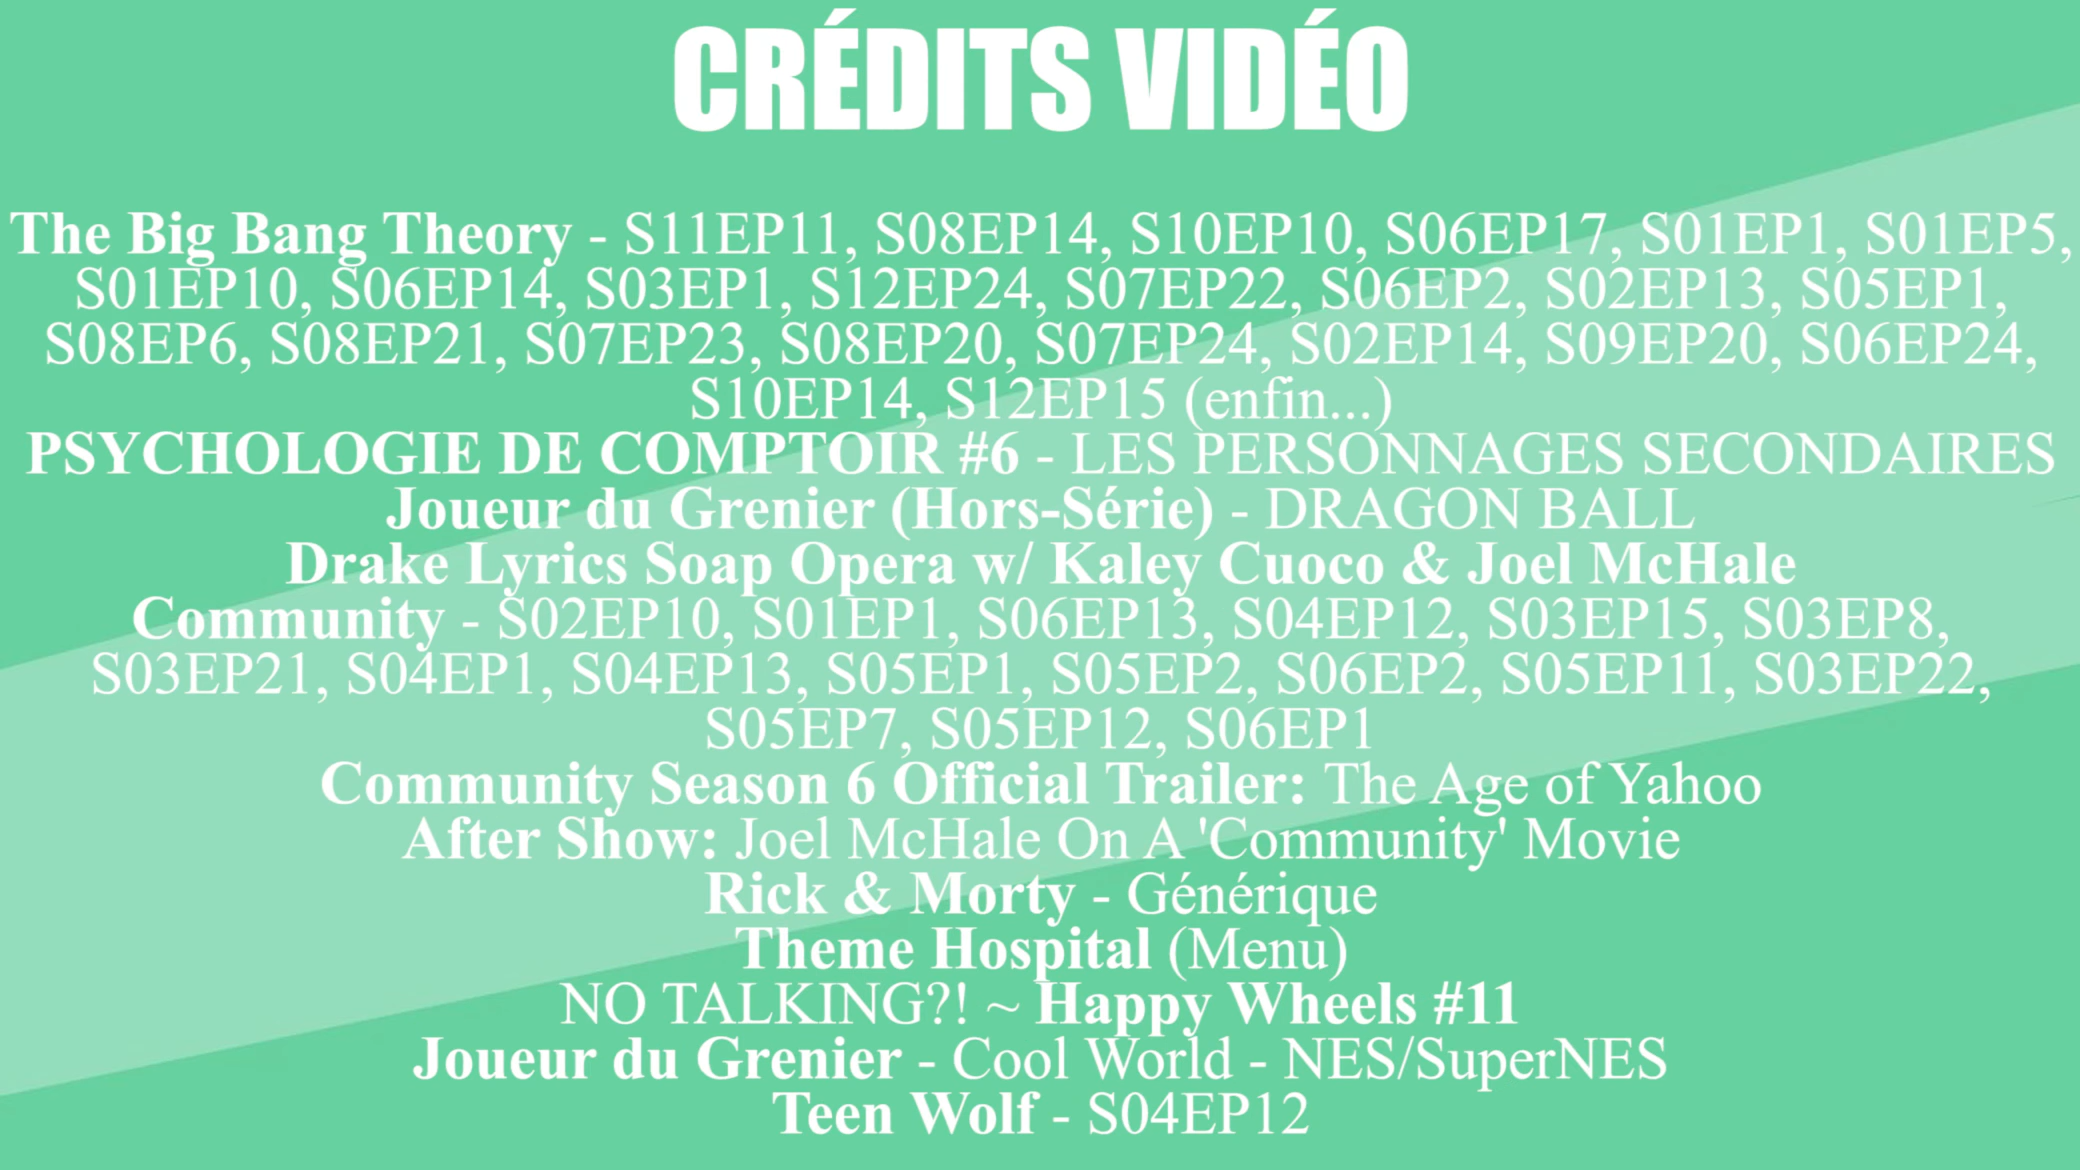 CRÉDITS VIDÉO
The Big Bang Theory - S11EP11, S08EP14, S10EP10, S06EP17, S01EP1, S01EP5,
S01EP10, S06EP14, S03EP1, S12EP24, S07EP22, S06EP2, S02EP13, S05EP1,
S08EP6, S08EP21, S07EP23, S08EP20, S07EP24, S02EP14, S09EP20, S06EP24,
S10EP14, S12EP15 (enfin...)
PSYCHOLOGIE DE COMPTOIR #6 - LES PERSONNAGES SECONDAIRES
Joueur du Grenier (Hors-Série) - DRAGON BALL
Drake Lyrics Soap Opera w/ Kaley Cuoco & Joel McHale
Community - S02EP10, S01EP1, S06EP13, S04EP12, S03EP15, S03EP8,
S03EP21, S04EP1, S04EP13, S05EP1, S05EP2, S06EP2, S05EP11, S03EP22,
S05EP7, S05EP12, S06EP1
Community Season 6 Official Trailer: The Age of Yahoo
After Show: Joel McHale On A 'Community' Movie
Rick & Morty - Générique
Theme Hospital (Menu)
NO TALKING?! ~ Happy Wheels #11
Joueur du Grenier - Cool World - NES/SuperNES
Teen Wolf - S04EP12